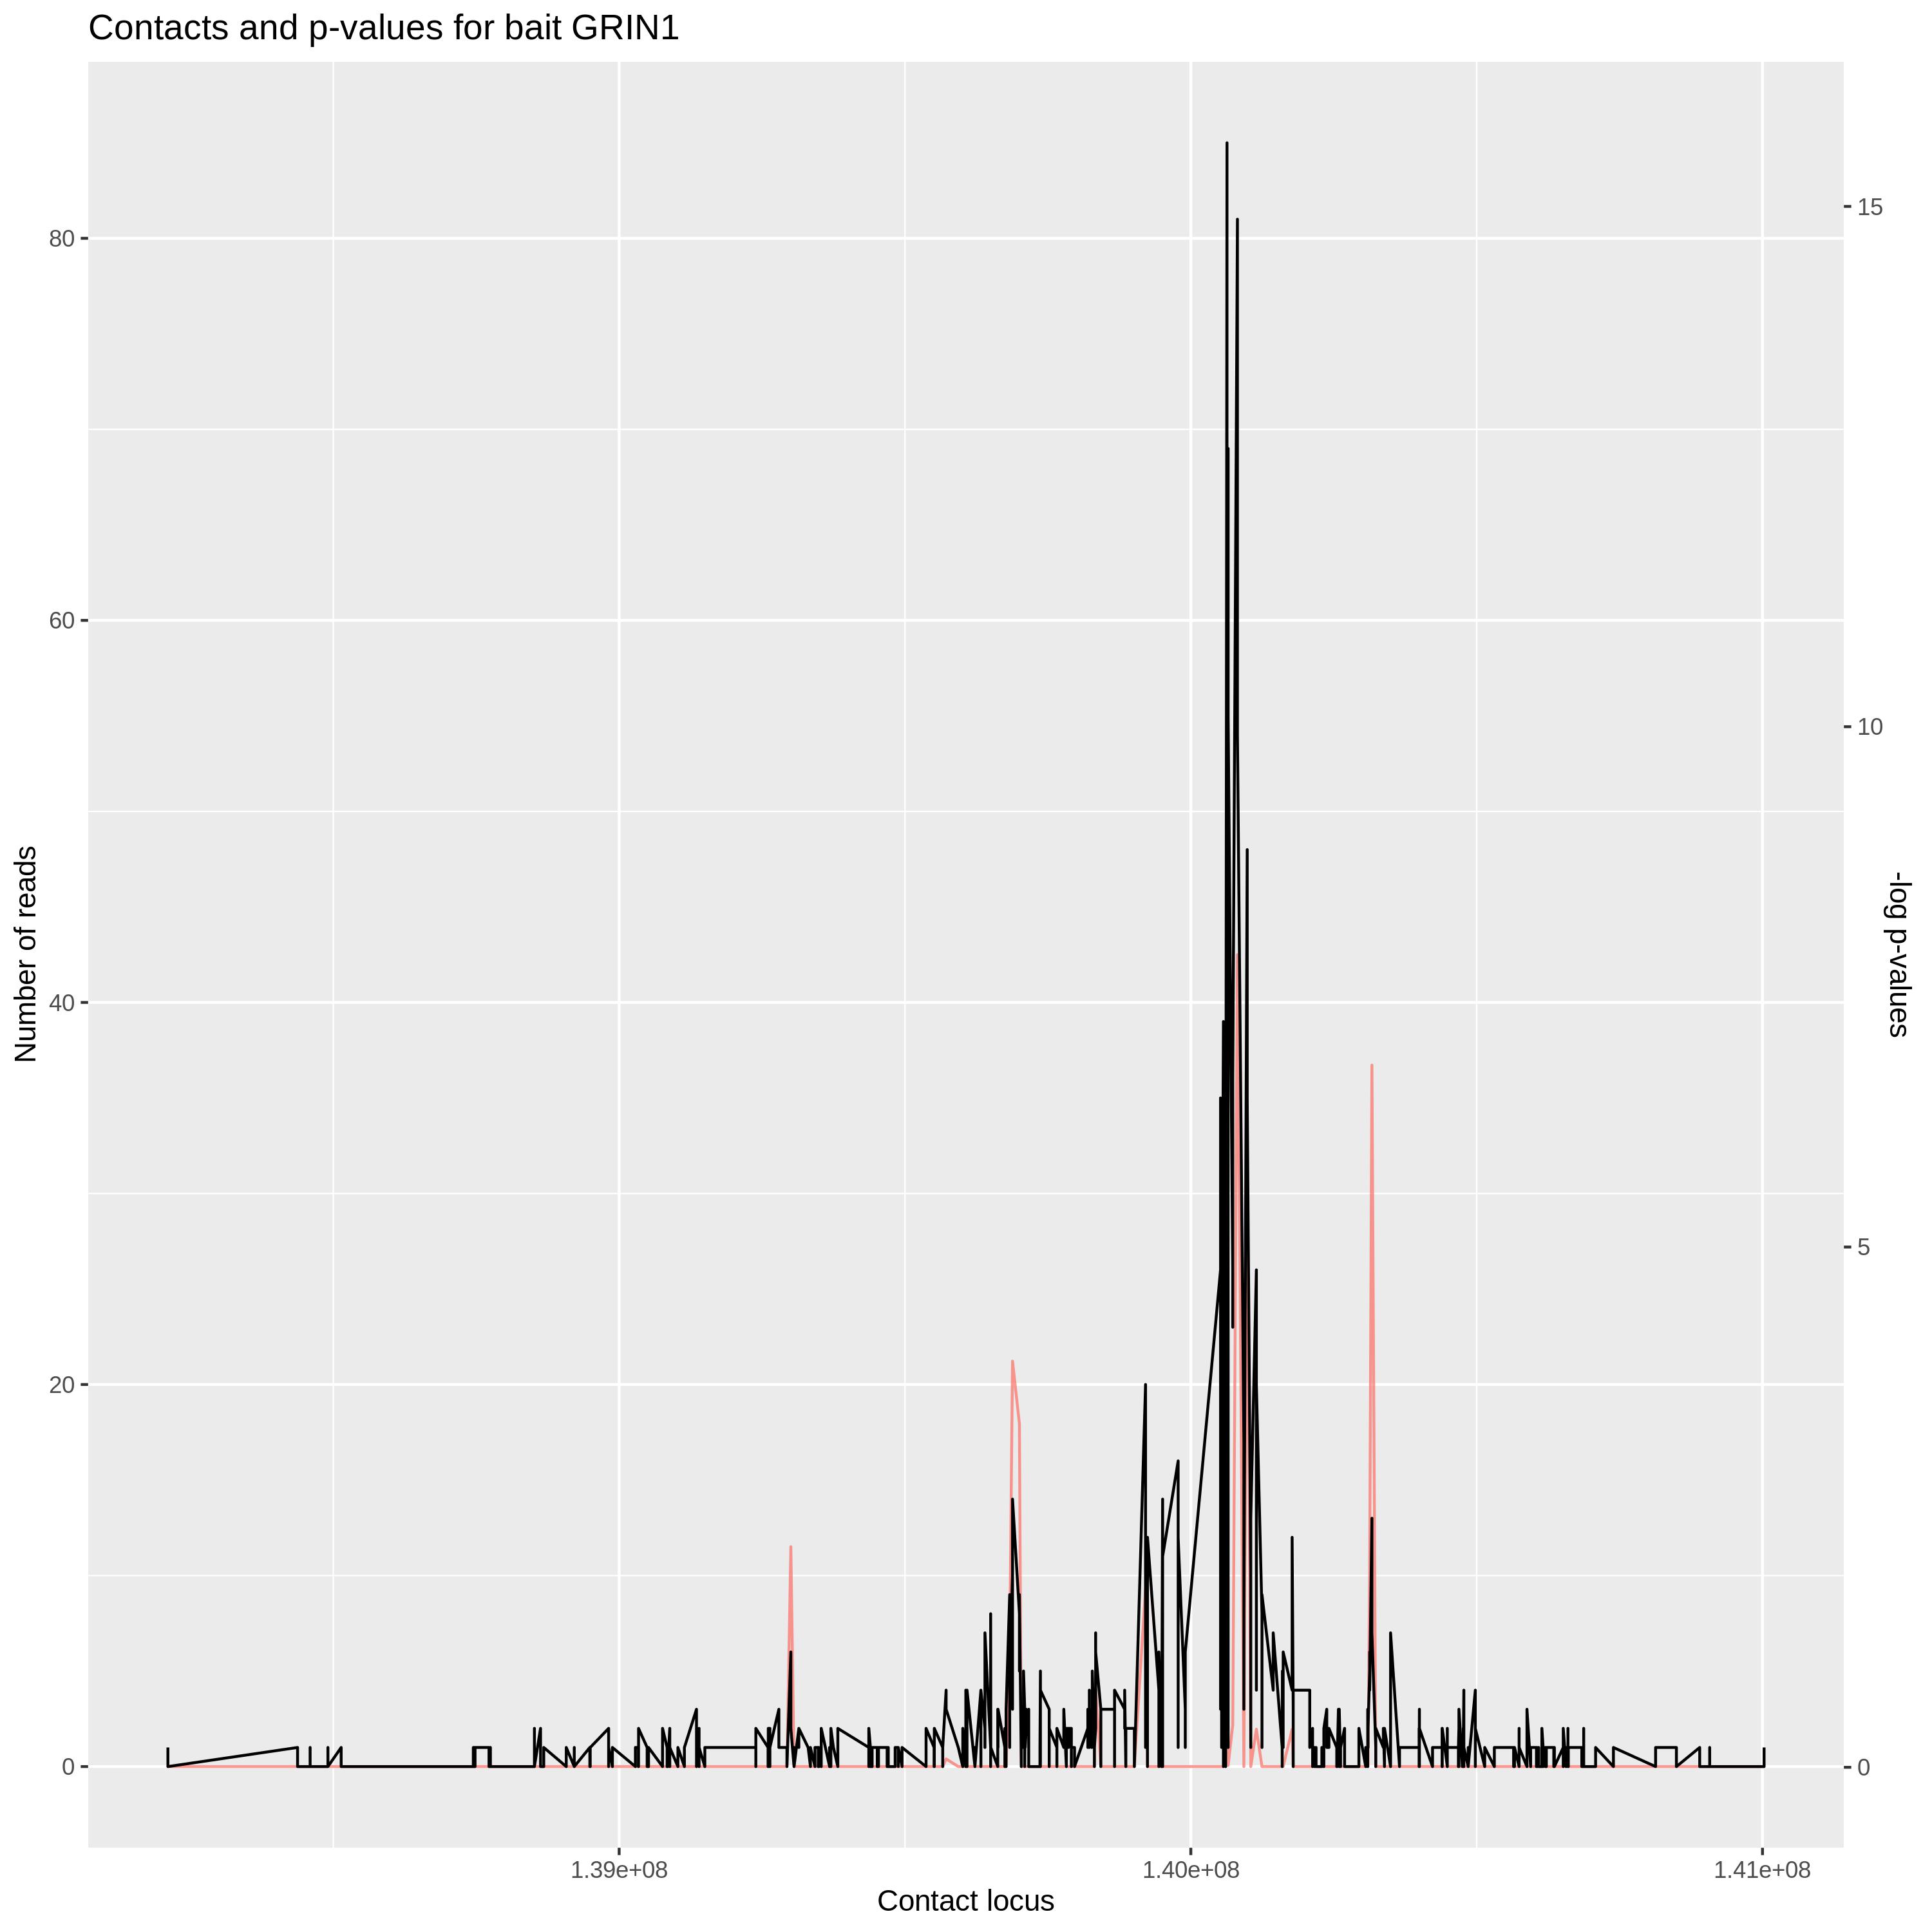 Contacts and p-values for bait GRIN1
Number of reads
80
60
40
20
0
15
10
5
0
-log p-values
1.39e+08 1.40e+08 1.41e+08
Contact locus